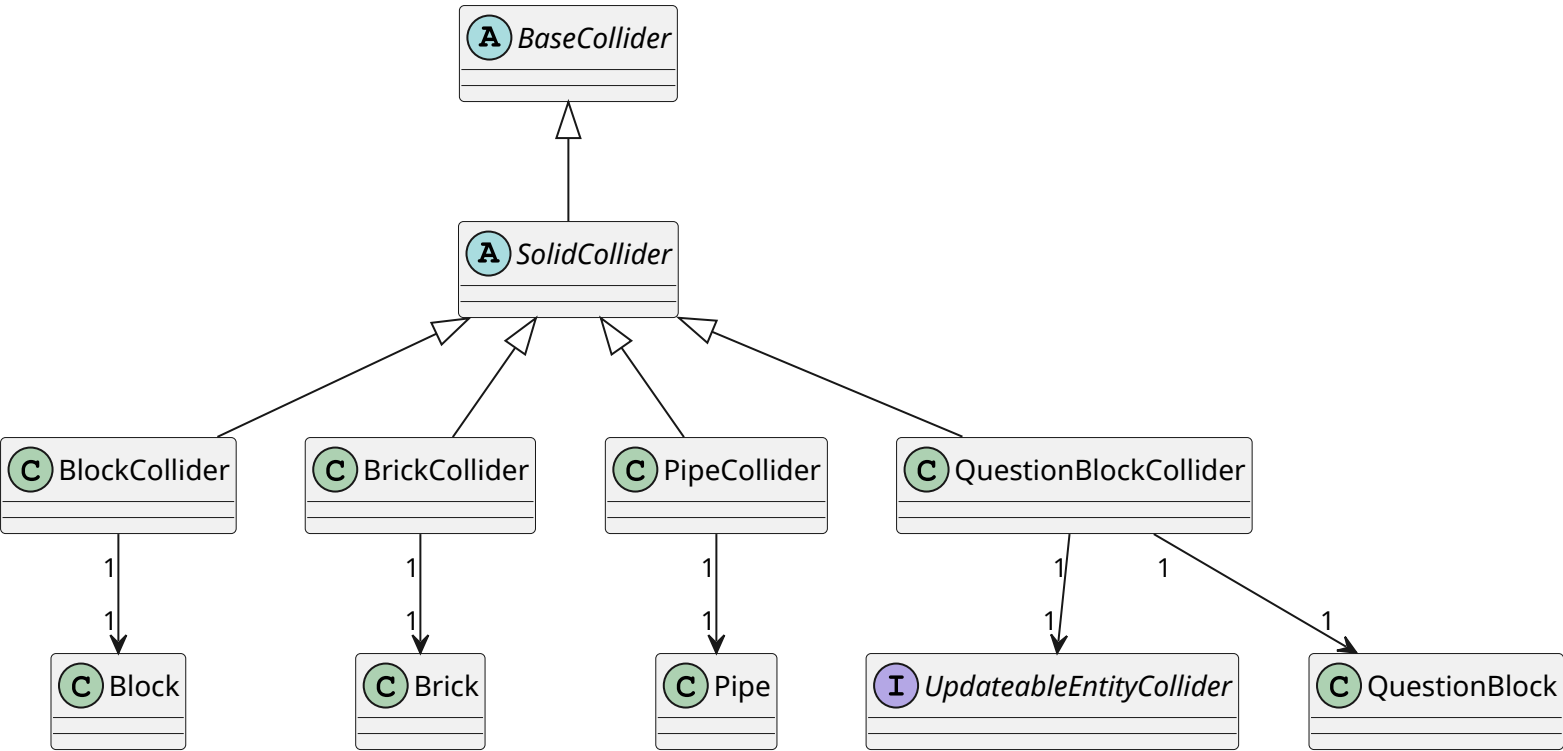 A BaseCollider
A SolidCollider
C BlockCollider
C BrickCollider
C PipeCollider
C QuestionBlockCollider
1 1 1 1 1
1 1 1 1 1
C Block
C Brick
C Pipe
I UpdateableEntityCollider
C QuestionBlock